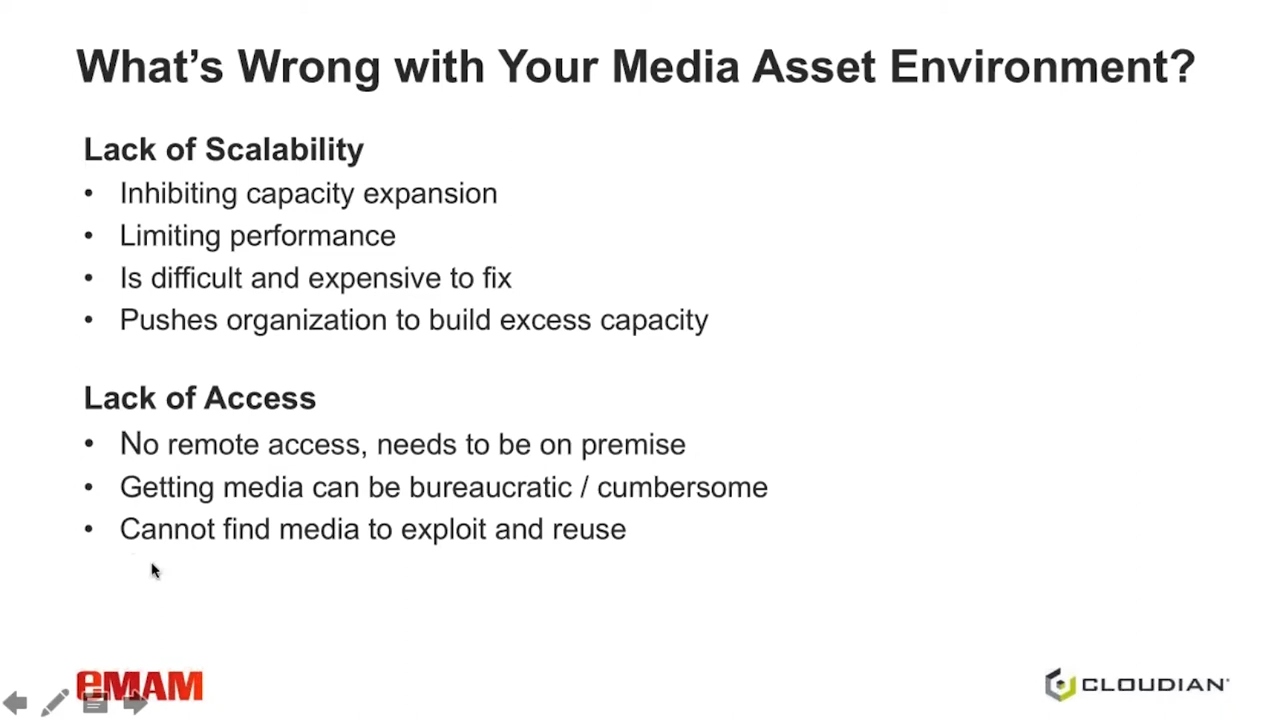 What’s Wrong with Your Media Asset Environment?
Lack of Scalability
• Inhibiting capacity expansion
• Limiting performance
• Is difficult and expensive to fix
• Pushes organization to build excess capacity
Lack of Access
• No remote access, needs to be on premise
• Getting media can be bureaucratic / cumbersome
• Cannot find media to exploit and reuse
eMAM
CLOUDIAN